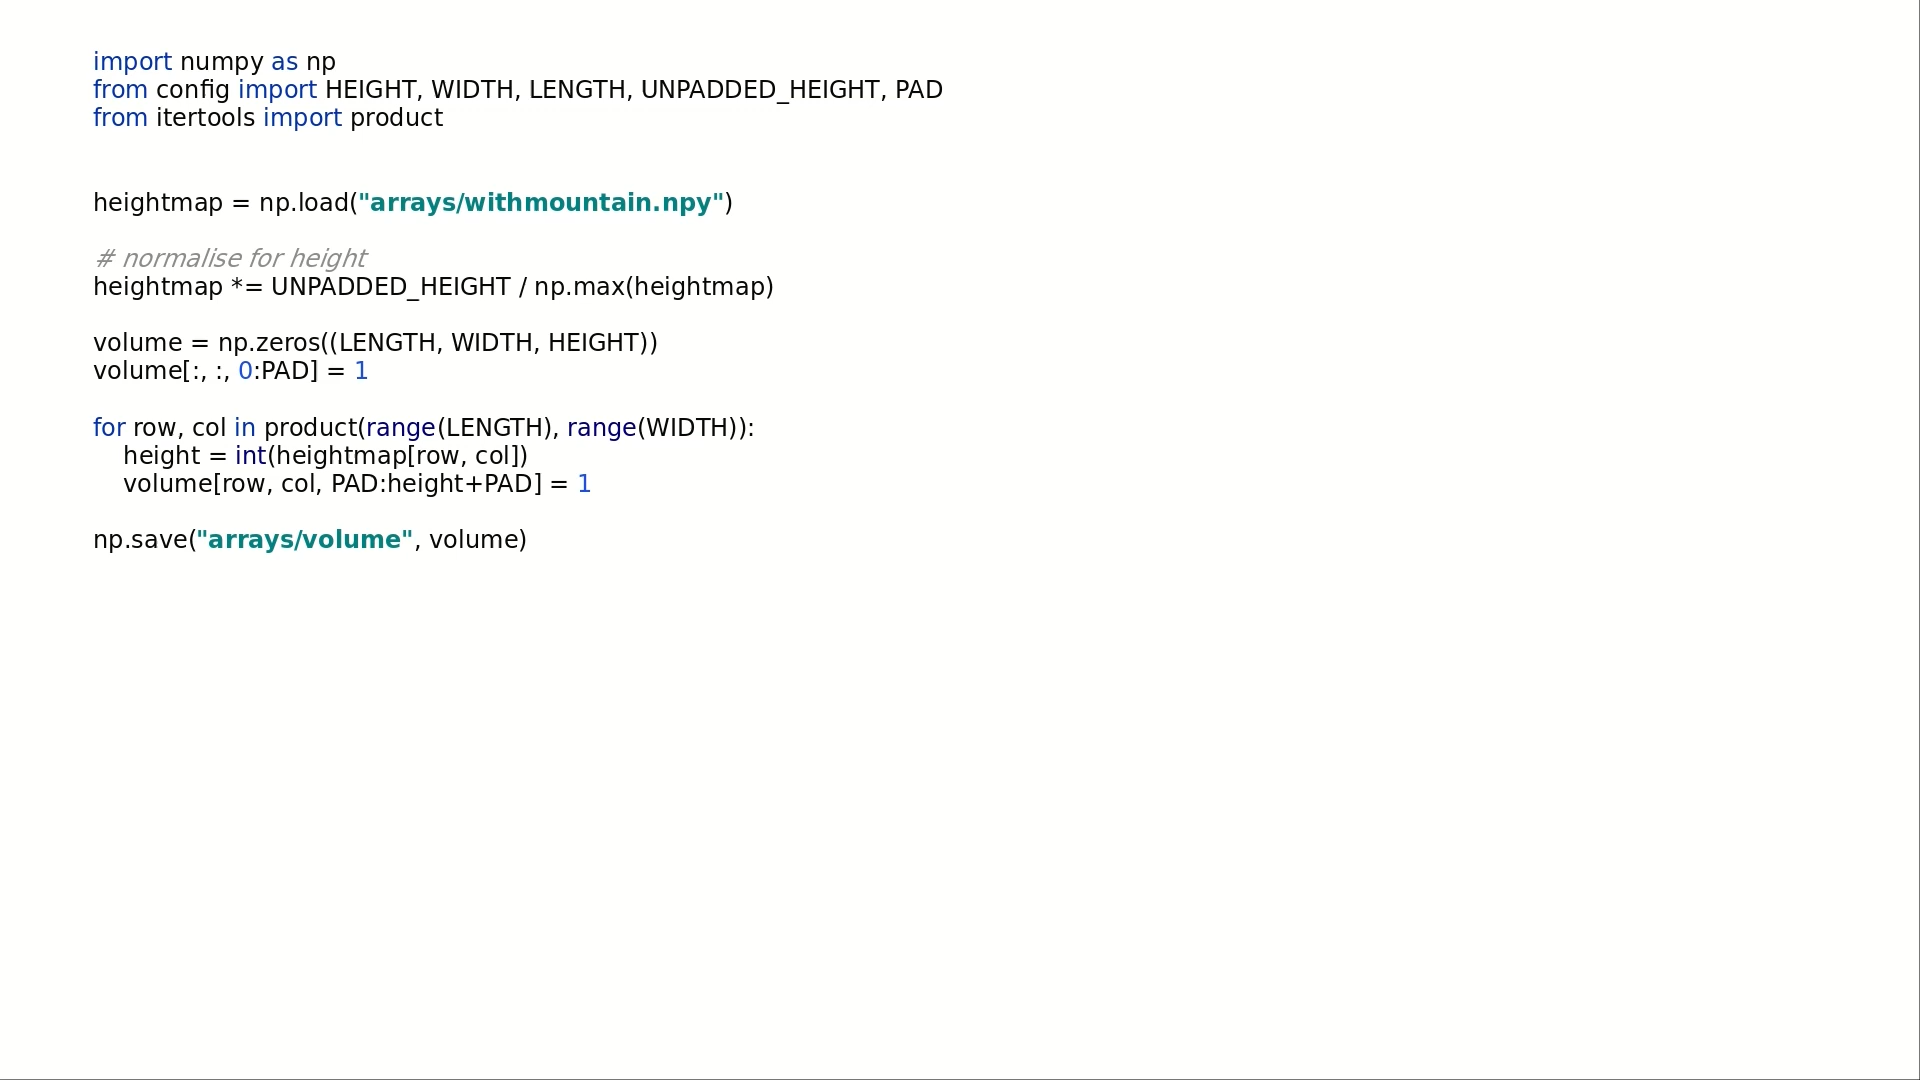 import numpy as np
from config import HEIGHT, WIDTH, LENGTH, UNPADDED_HEIGHT, PAD
from itertools import product
heightmap = np.load("arrays/withmountain.npy")
# normalise for height
heightmap *= UNPADDED_HEIGHT / np.max(heightmap)
volume = np.zeros((LENGTH, WIDTH, HEIGHT))
volume[:, :, 0:PAD] = 1
for row, col in product(range(LENGTH), range(WIDTH)):
    height = int(heightmap[row, col])
    volume[row, col, PAD:height+PAD] = 1
np.save("arrays/volume", volume)